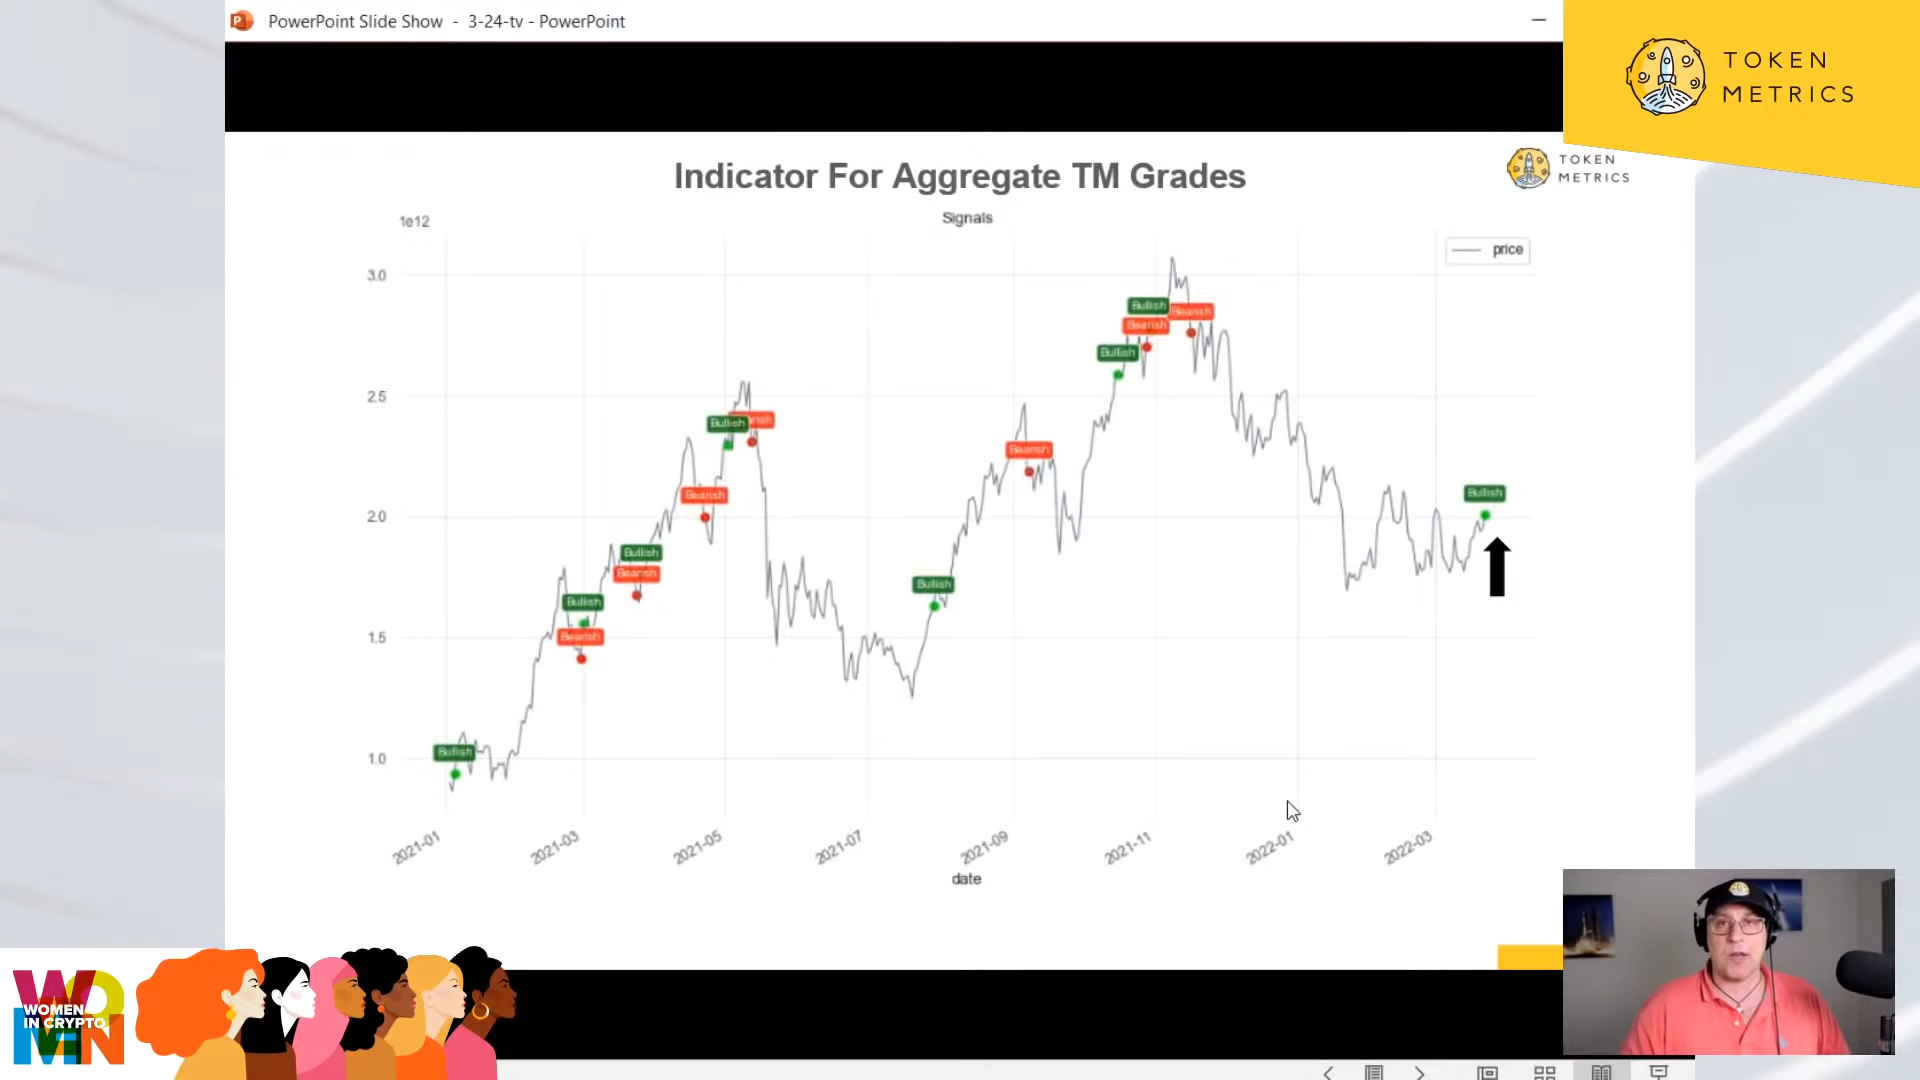 PowerPoint Slide Show - 3-24-tv - PowerPoint
TOKEN
METRICS
Indicator For Aggregate TM Grades
TOKEN
METRICS
Signals
1e12
price
3.0
2.5
2.0
1.5
1.0
Bullish
Bearish
Bearish
Bullish
Bullish
Bullish
Bearish
Bearish
Bullish
Bearish
Bullish
Bullish
Bearish
Bullish
Bearish
2021-01
2021-03
2021-05
2021-07
2021-09
2021-11
2022-01
2022-03
date
WOMEN
WOMEN
IN CRYPTO